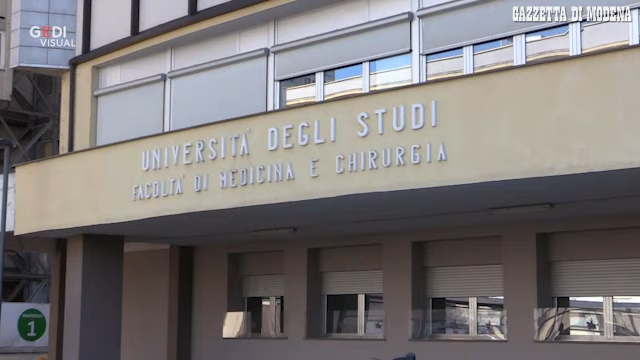 GEDI
VISUAL
GAZZETTA DI MODENA
UNIVERSITA' DEGLI STUDI
FACOLTA' DI MEDICINA E CHIRURGIA
1